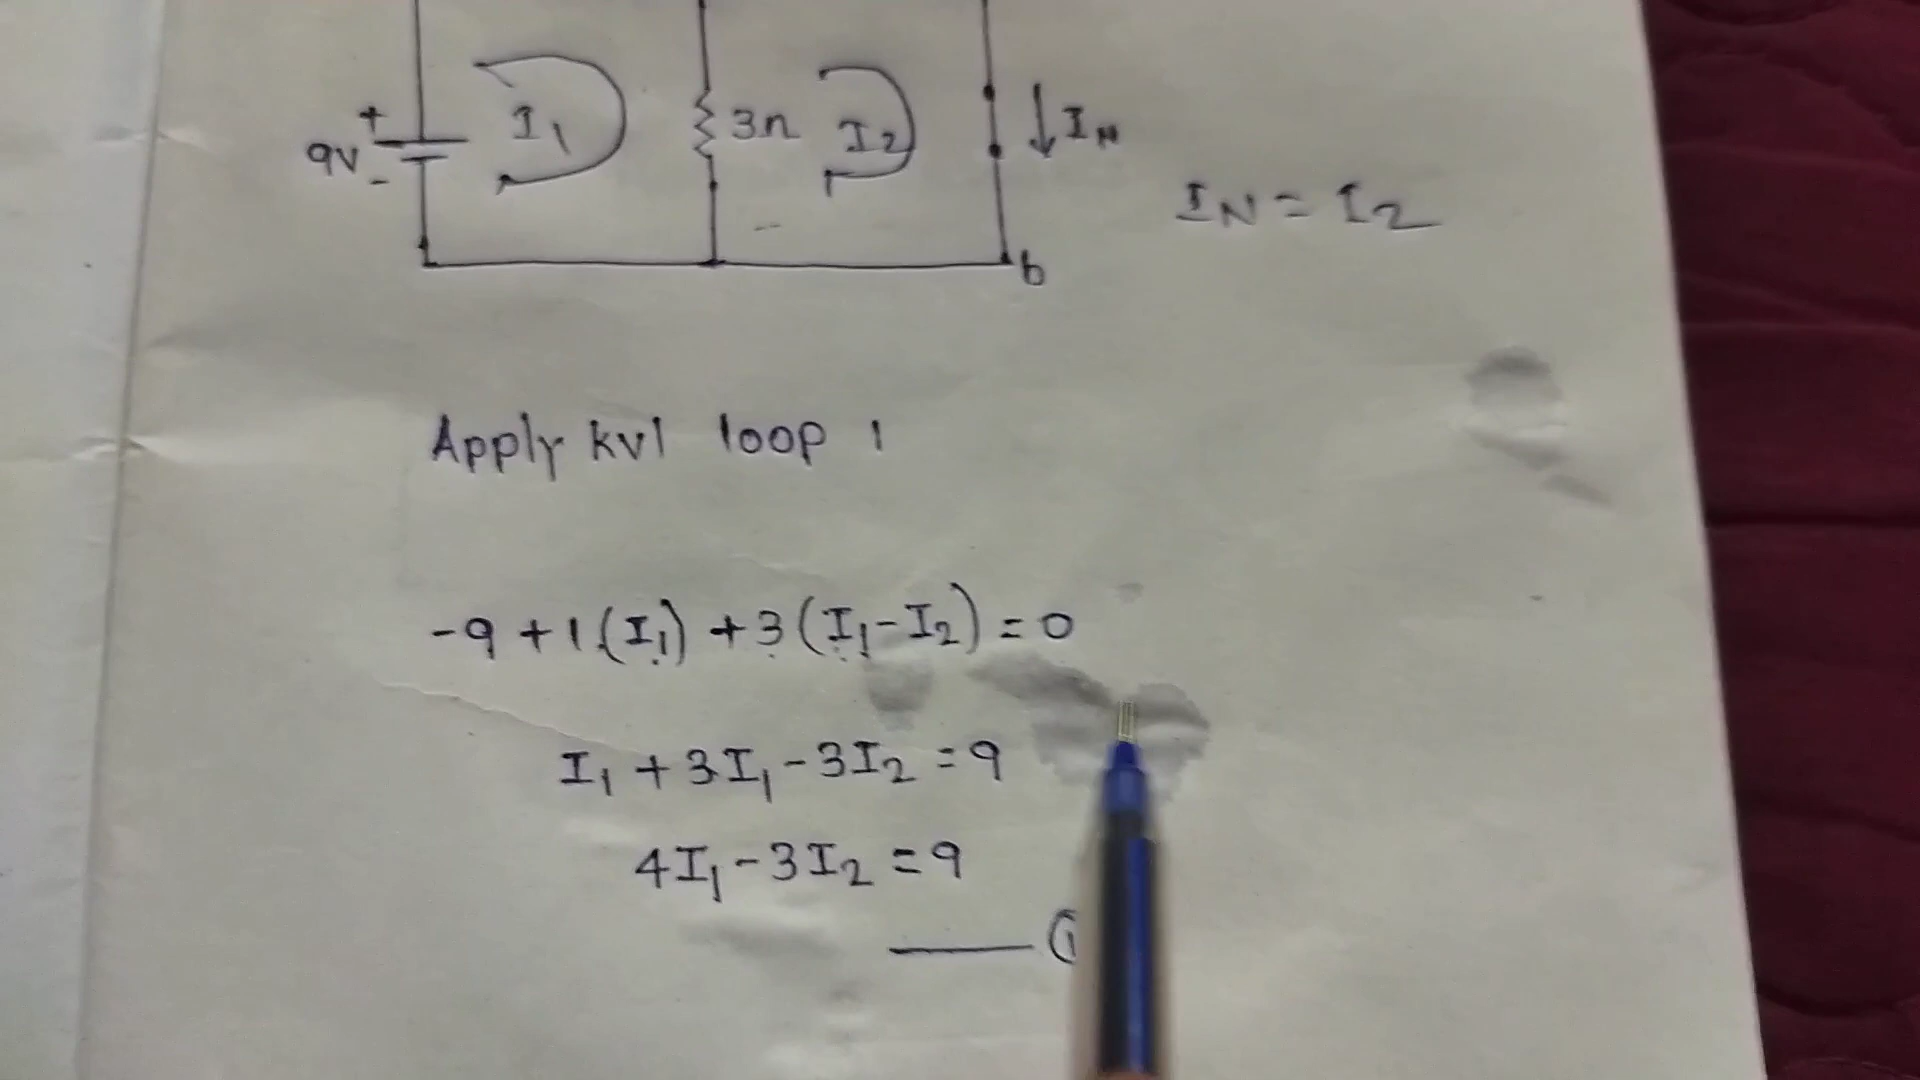 +
9V
-
I1
3Ω
I2
↓ IN
b
IN = I2
Apply kvl loop 1
-9 + 1(I1) + 3(I1-I2) = 0
I1 + 3I1 - 3I2 = 9
4I1 - 3I2 = 9